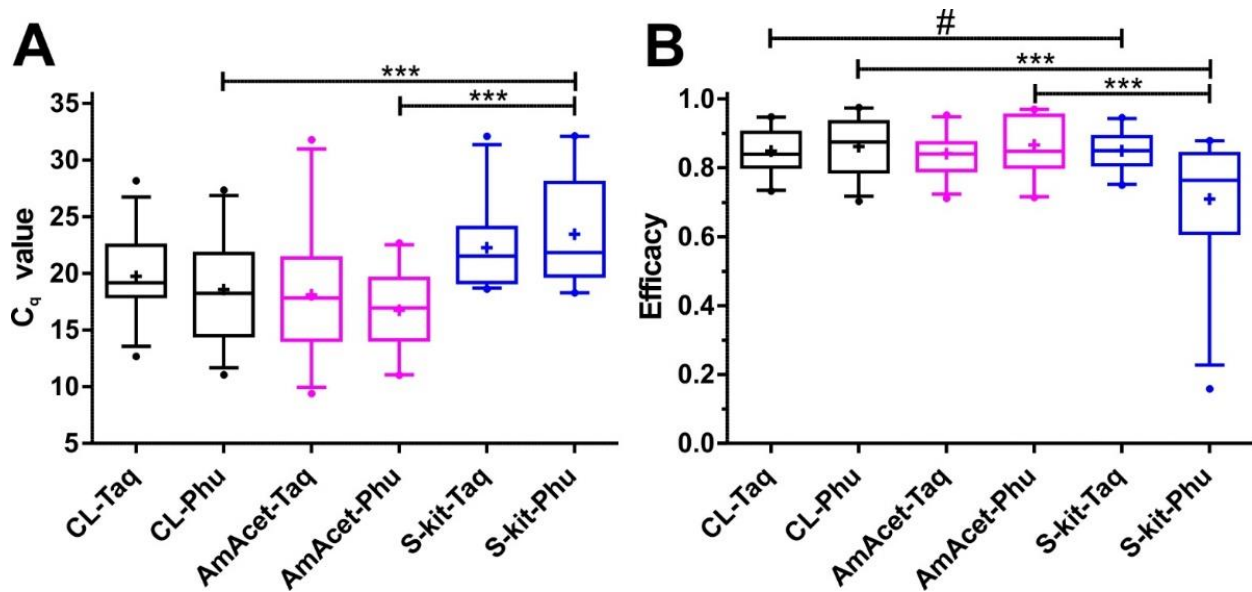 A
***
***
35
30
25
20
15
10
5
Cq value
CL-Taq
CL-Phu
AmAcet-Taq
AmAcet-Phu
S-kit-Taq
S-kit-Phu
B
#
***
***
1.0
0.8
0.6
0.4
0.2
0.0
Efficacy
CL-Taq
CL-Phu
AmAcet-Taq
AmAcet-Phu
S-kit-Taq
S-kit-Phu